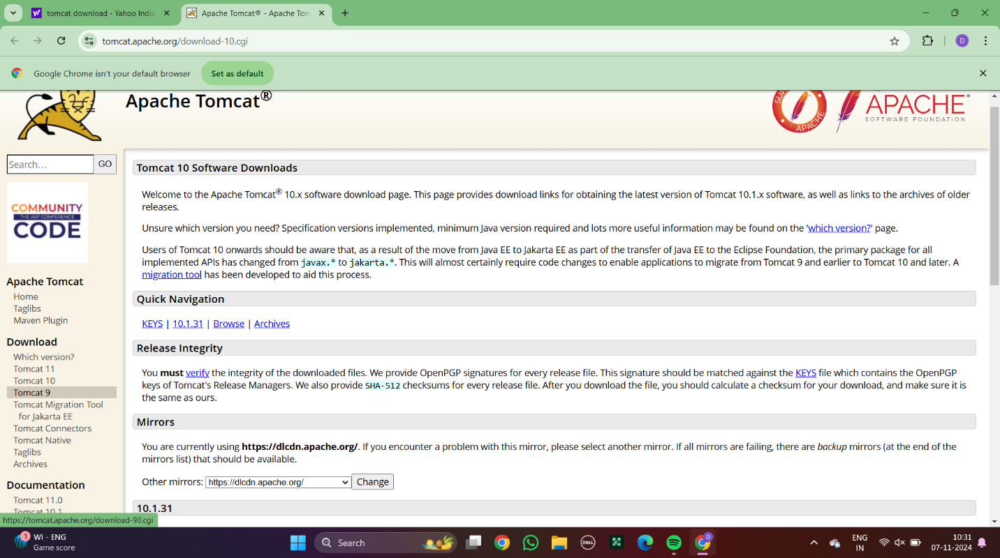 tomcat download - Yahoo India
Apache Tomcat® - Apache Tom
tomcat.apache.org/download-10.cgi
D
Google Chrome isn't your default browser
Set as default
Apache Tomcat®
APACHE
THE
APACHE®
SOFTWARE FOUNDATION
Search…
GO
COMMUNITY
THE ASF CONFERENCE
CODE
Apache Tomcat
Home
Taglibs
Maven Plugin
Download
Which version?
Tomcat 11
Tomcat 10
Tomcat 9
Tomcat Migration Tool
for Jakarta EE
Tomcat Connectors
Tomcat Native
Taglibs
Archives
Documentation
Tomcat 11.0
Tomcat 10.1
https://tomcat.apache.org/download-90.cgi
Tomcat 10 Software Downloads
Welcome to the Apache Tomcat® 10.x software download page. This page provides download links for obtaining the latest version of Tomcat 10.1.x software, as well as links to the archives of older
releases.
Unsure which version you need? Specification versions implemented, minimum Java version required and lots more useful information may be found on the 'which version?' page.
Users of Tomcat 10 onwards should be aware that, as a result of the move from Java EE to Jakarta EE as part of the transfer of Java EE to the Eclipse Foundation, the primary package for all
implemented APIs has changed from javax.* to jakarta.*. This will almost certainly require code changes to enable applications to migrate from Tomcat 9 and earlier to Tomcat 10 and later. A
migration tool has been developed to aid this process.
Quick Navigation
KEYS | 10.1.31 | Browse | Archives
Release Integrity
You must verify the integrity of the downloaded files. We provide OpenPGP signatures for every release file. This signature should be matched against the KEYS file which contains the OpenPGP
keys of Tomcat's Release Managers. We also provide SHA-512 checksums for every release file. After you download the file, you should calculate a checksum for your download, and make sure it is
the same as ours.
Mirrors
You are currently using https://dlcdn.apache.org/. If you encounter a problem with this mirror, please select another mirror. If all mirrors are failing, there are backup mirrors (at the end of the
mirrors list) that should be available.
Other mirrors: https://dlcdn.apache.org/ Change
10.1.31
1
WI - ENG
Game score
Search
DELL
D
ENG
IN
10:31
07-11-2024